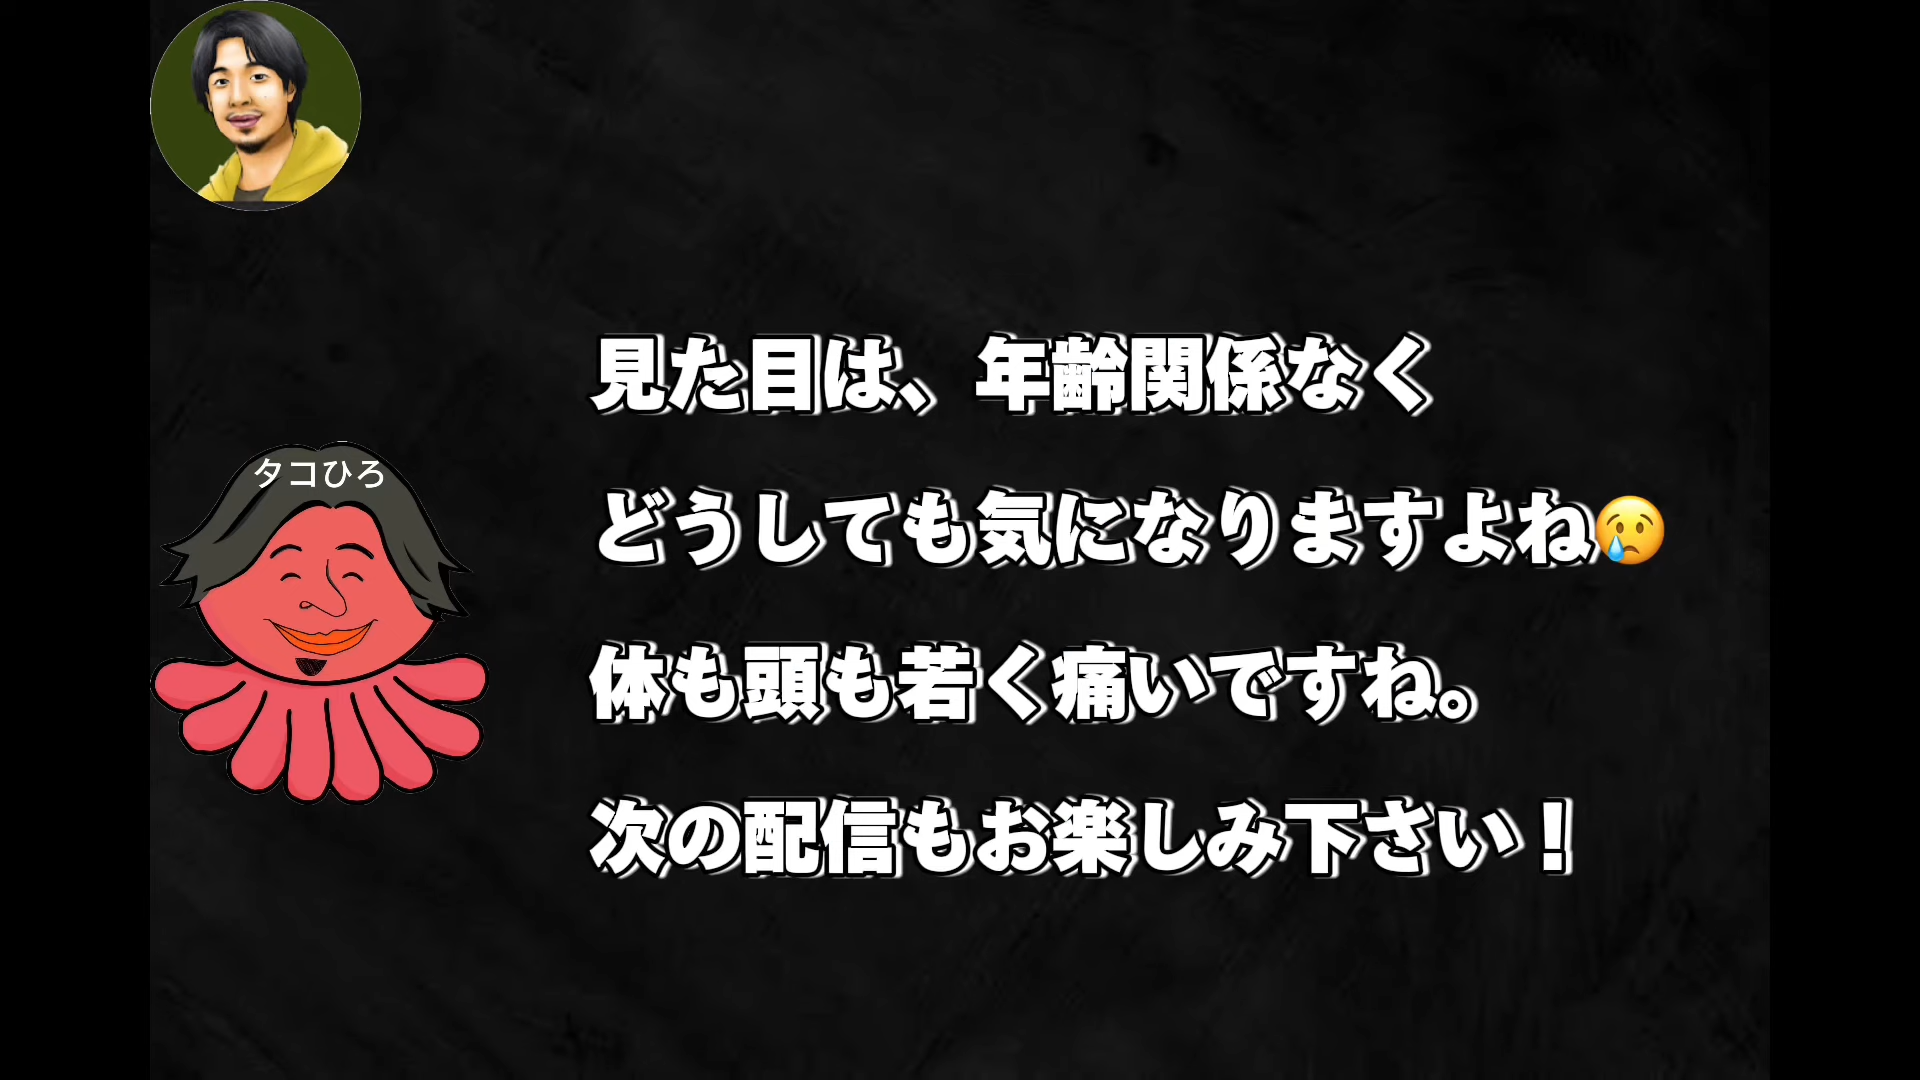 タコひろ
見た目は、年齢関係なく
どうしても気になりますよね😢
体も頭も若く痛いですね。
次の配信もお楽しみ下さい！